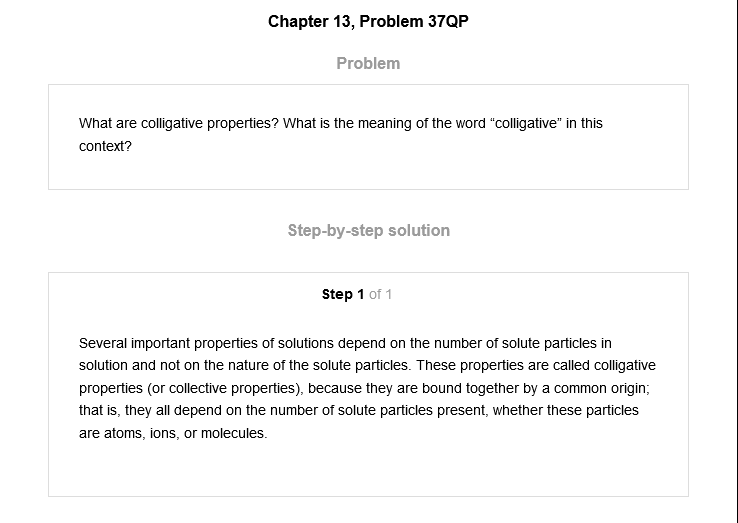 Chapter 13, Problem 37QP
Problem
What are colligative properties? What is the meaning of the word “colligative” in this
context?
Step-by-step solution
Step 1 of 1
Several important properties of solutions depend on the number of solute particles in
solution and not on the nature of the solute particles. These properties are called colligative
properties (or collective properties), because they are bound together by a common origin;
that is, they all depend on the number of solute particles present, whether these particles
are atoms, ions, or molecules.